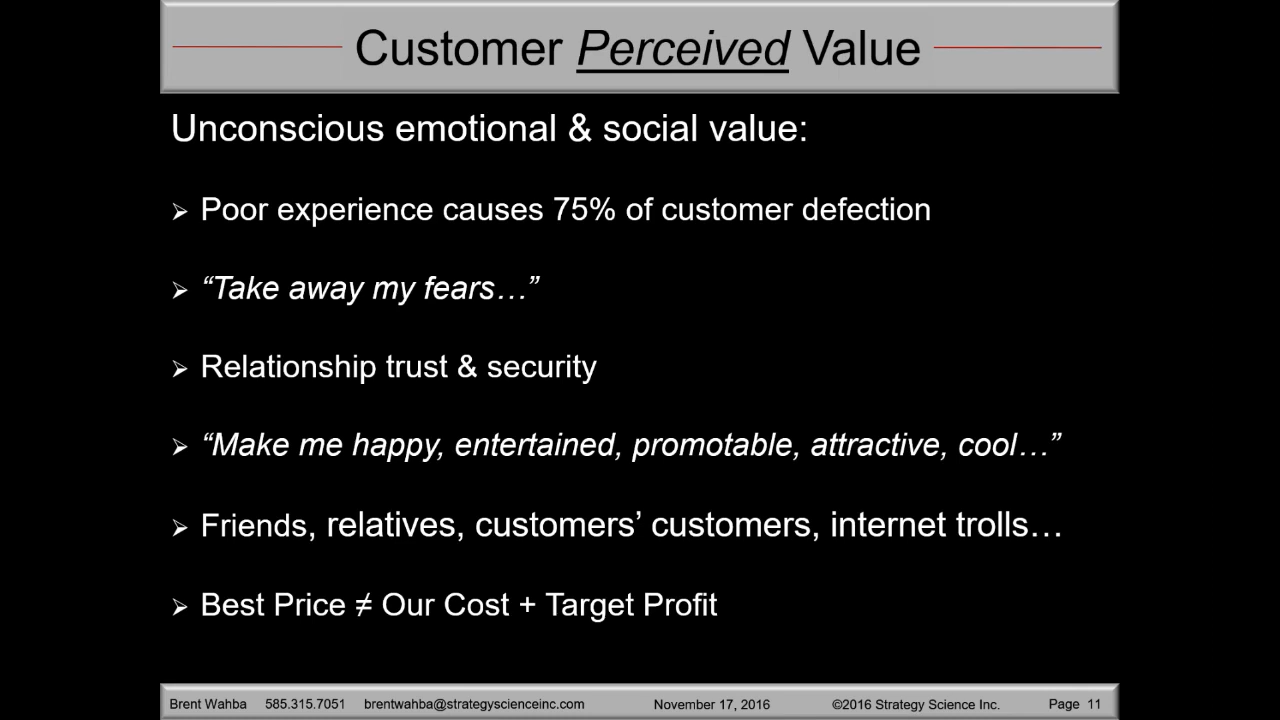 Customer Perceived Value
Unconscious emotional & social value:
➢ Poor experience causes 75% of customer defection
➢ “Take away my fears…”
➢ Relationship trust & security
➢ “Make me happy, entertained, promotable, attractive, cool…”
➢ Friends, relatives, customers’ customers, internet trolls…
➢ Best Price ≠ Our Cost + Target Profit
Brent Wahba 585.315.7051 brentwahba@strategyscienceinc.com November 17, 2016 ©2016 Strategy Science Inc. Page 11